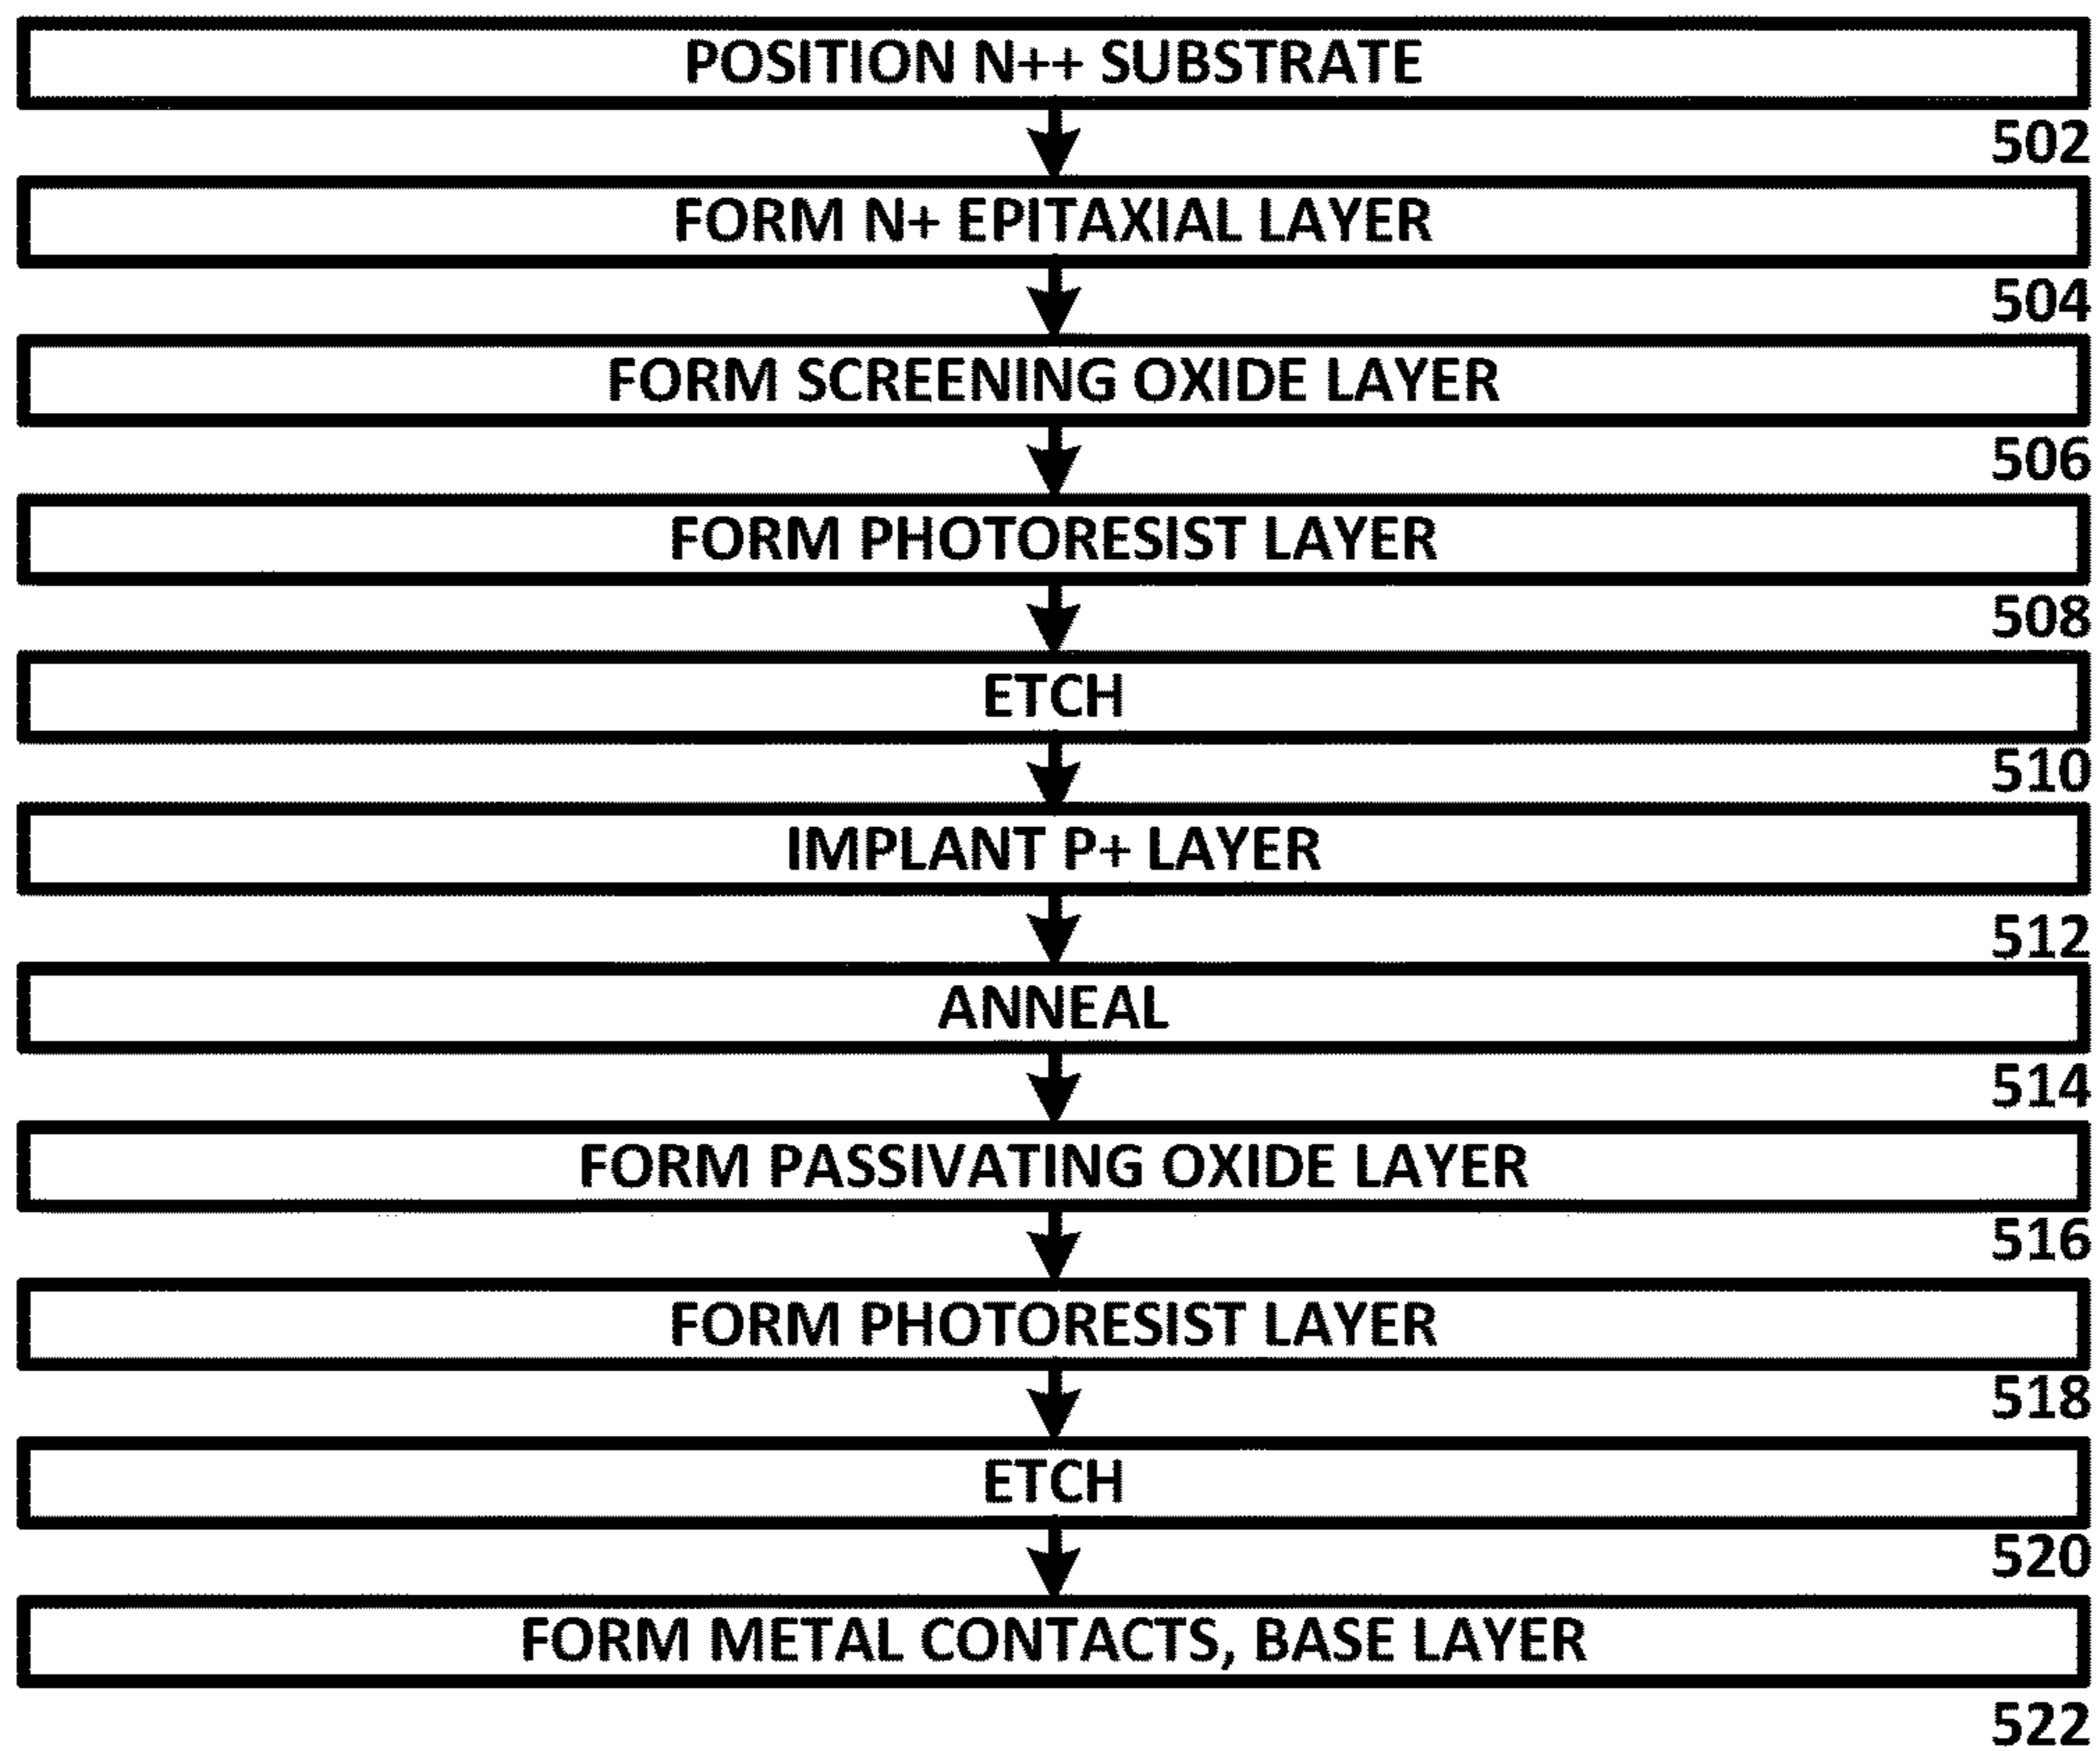 POSITION N++ SUBSTRATE
502
FORM N+ EPITAXIAL LAYER
504
FORM SCREENING OXIDE LAYER
506
FORM PHOTORESIST LAYER
508
ETCH
510
IMPLANT P+ LAYER
512
ANNEAL
514
FORM PASSIVATING OXIDE LAYER
516
FORM PHOTORESIST LAYER
518
ETCH
520
FORM METAL CONTACTS, BASE LAYER
522